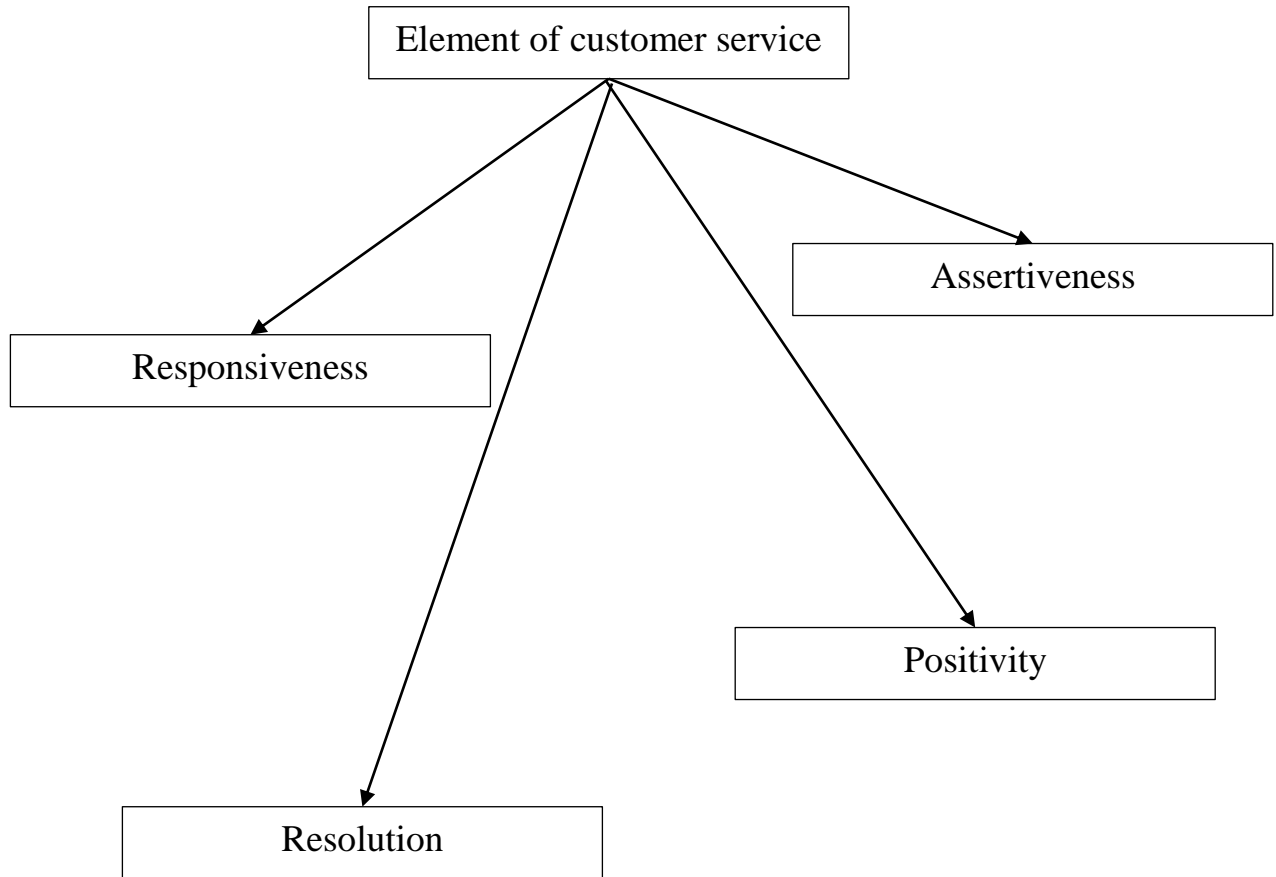 Element of customer service
Assertiveness
Responsiveness
Positivity
Resolution